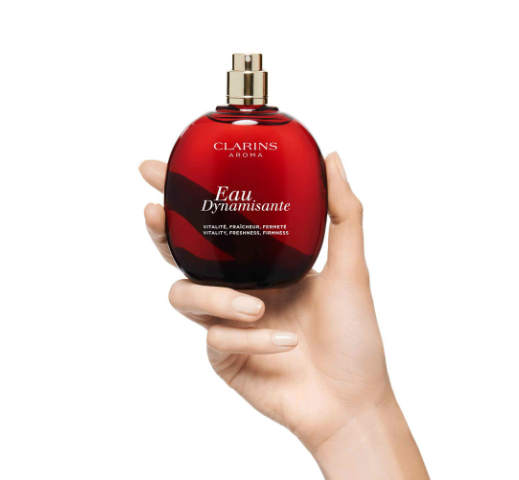 CLARINS
AROMA
Eau
Dynamisante
VITALITÉ, FRAÎCHEUR, FERMETÉ
VITALITY, FRESHNESS, FIRMNESS